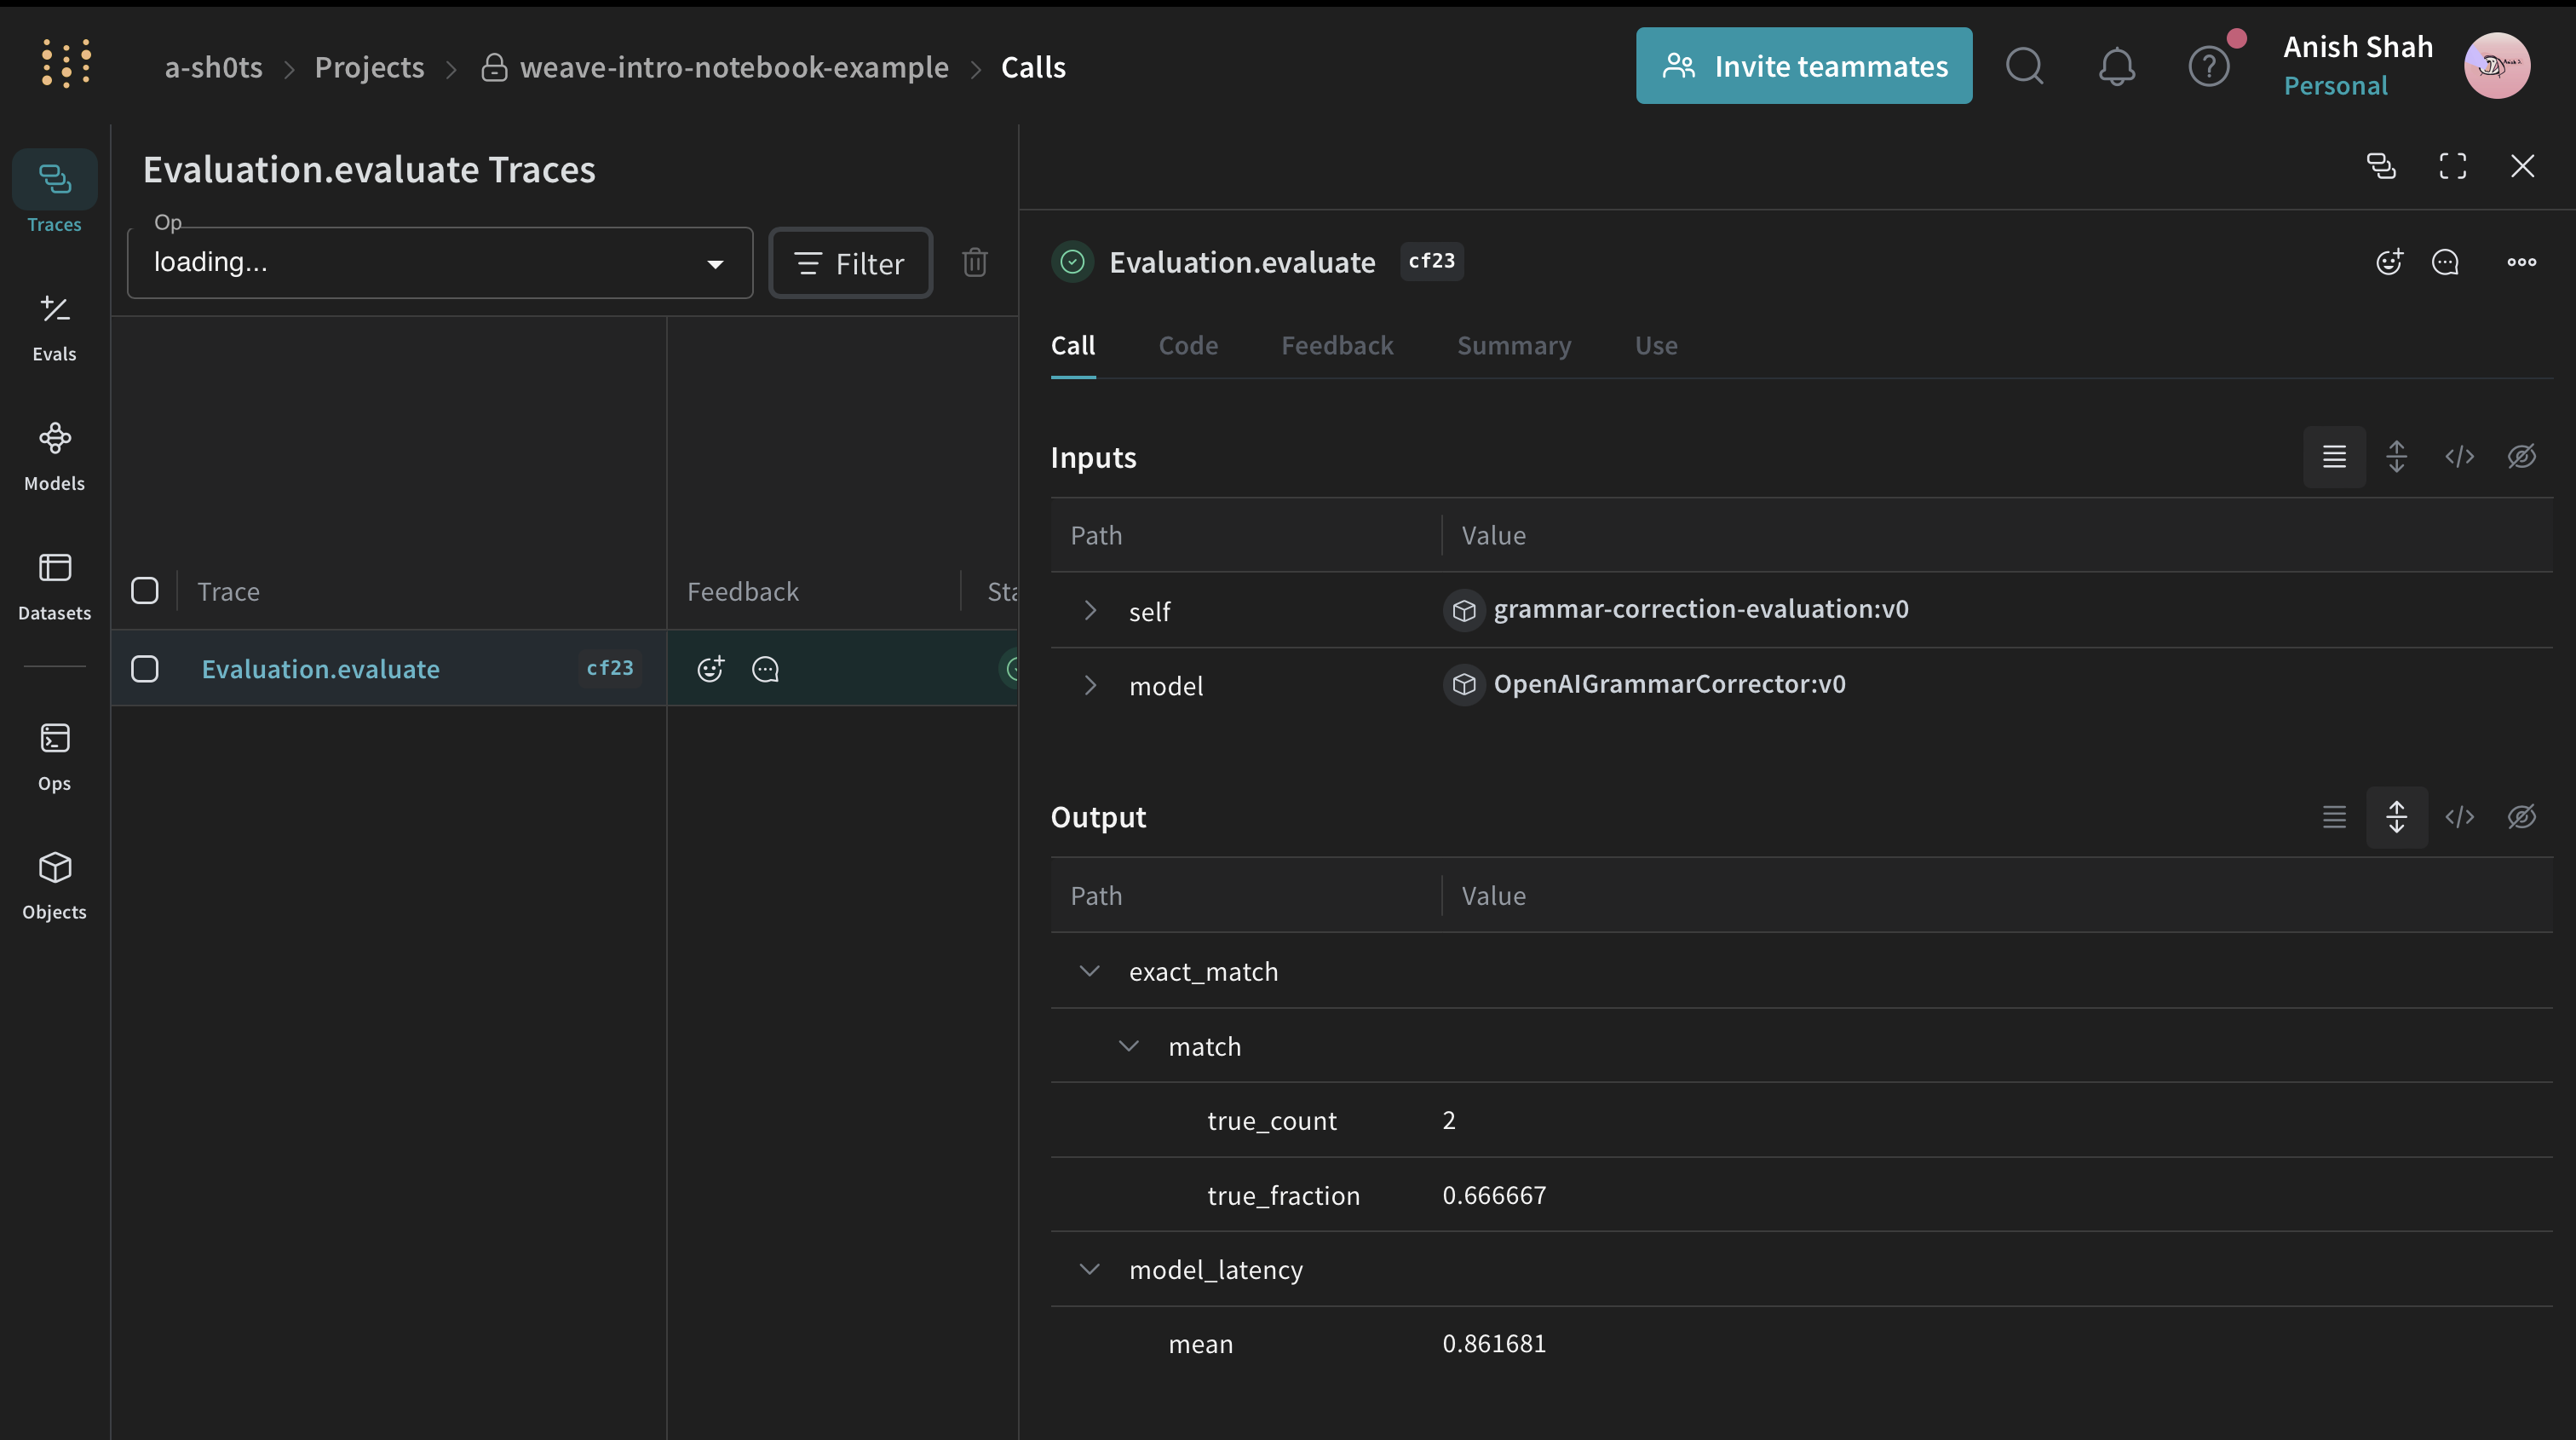 a-sh0ts > Projects > weave-intro-notebook-example > Calls
Invite teammates
Anish Shah
Personal
Traces
Evals
Models
Datasets
Ops
Objects
Evaluation.evaluate Traces
Op
loading...
Filter
Trace
Feedback
Sta
Evaluation.evaluate cf23
Evaluation.evaluate cf23
Call Code Feedback Summary Use
Inputs
Path Value
self grammar-correction-evaluation:v0
model OpenAIGrammarCorrector:v0
Output
Path Value
exact_match
match
true_count 2
true_fraction 0.666667
model_latency
mean 0.861681